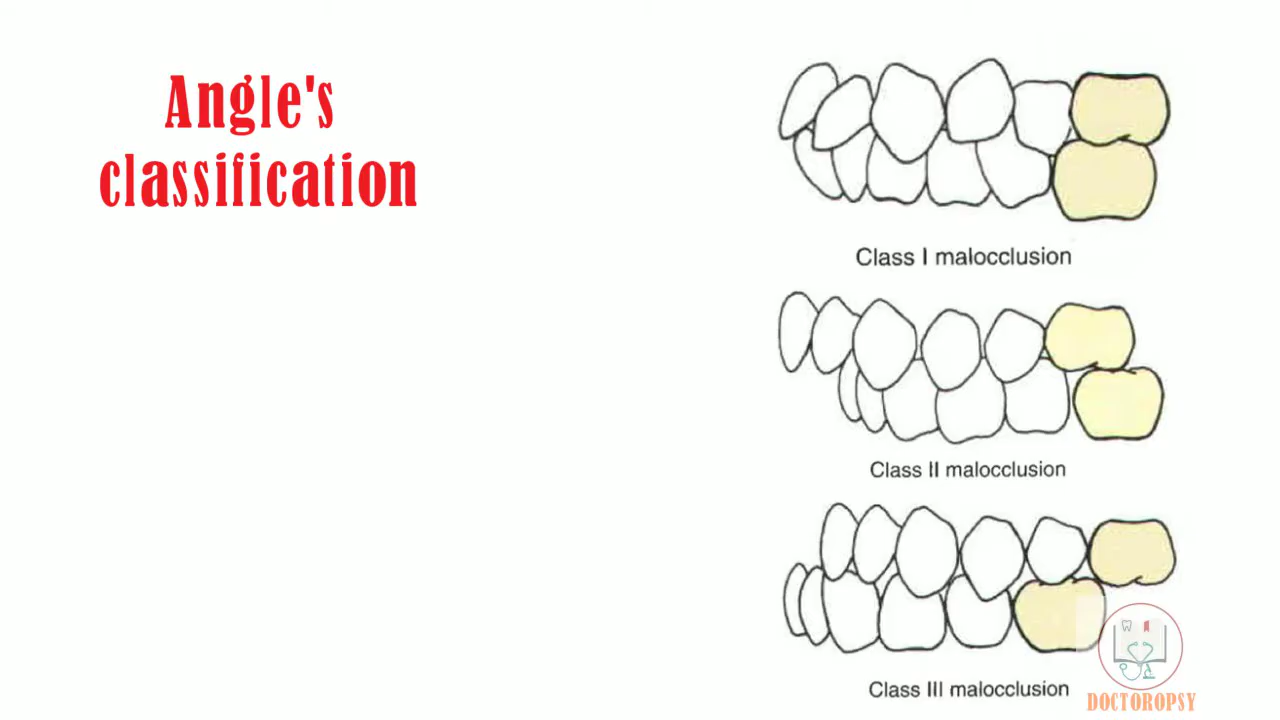 Angle's
classification
Class I malocclusion
Class II malocclusion
Class III malocclusion
DOCTOROPSY